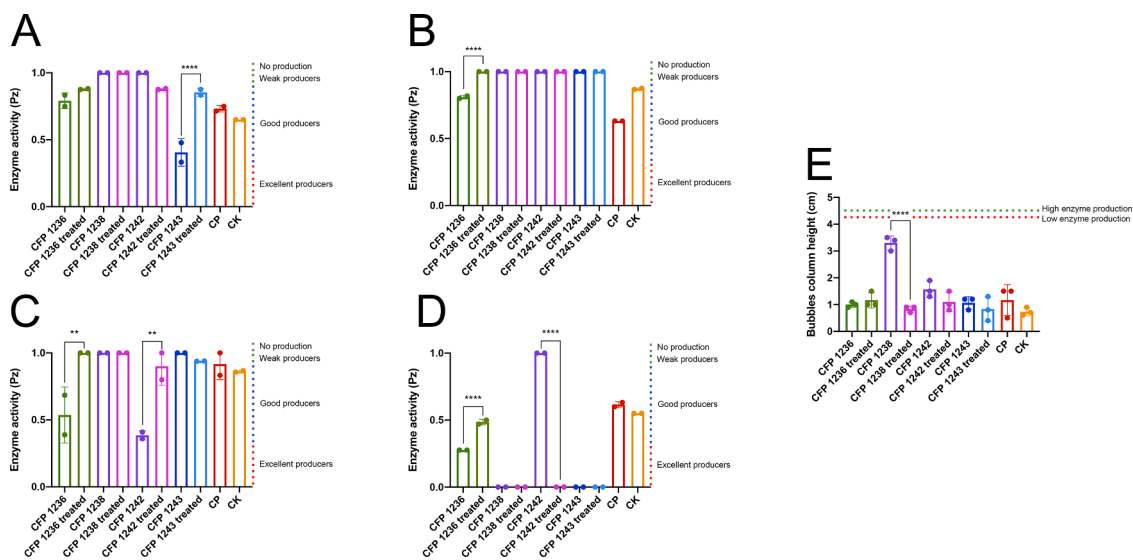 A
Enzyme activity (Pz)
1.0
0.5
0.0
****
No production
Weak producers
Good producers
Excellent producers
CFP 1236
CFP 1236 treated
CFP 1238
CFP 1238 treated
CFP 1242
CFP 1242 treated
CFP 1243
CFP 1243 treated
CP
CK
B
Enzyme activity (Pz)
1.0
0.5
0.0
****
No production
Weak producers
Good producers
Excellent producers
CFP 1236
CFP 1236 treated
CFP 1238
CFP 1238 treated
CFP 1242
CFP 1242 treated
CFP 1243
CFP 1243 treated
CP
CK
C
Enzyme activity (Pz)
1.0
0.5
0.0
**
**
No production
Weak producers
Good producers
Excellent producers
CFP 1236
CFP 1236 treated
CFP 1238
CFP 1238 treated
CFP 1242
CFP 1242 treated
CFP 1243
CFP 1243 treated
CP
CK
D
Enzyme activity (Pz)
1.0
0.5
0.0
****
****
No production
Weak producers
Good producers
Excellent producers
CFP 1236
CFP 1236 treated
CFP 1238
CFP 1238 treated
CFP 1242
CFP 1242 treated
CFP 1243
CFP 1243 treated
CP
CK
E
Bubbles column height (cm)
5
4
3
2
1
0
****
High enzyme production
Low enzyme production
CFP 1236
CFP 1236 treated
CFP 1238
CFP 1238 treated
CFP 1242
CFP 1242 treated
CFP 1243
CFP 1243 treated
CP
CK